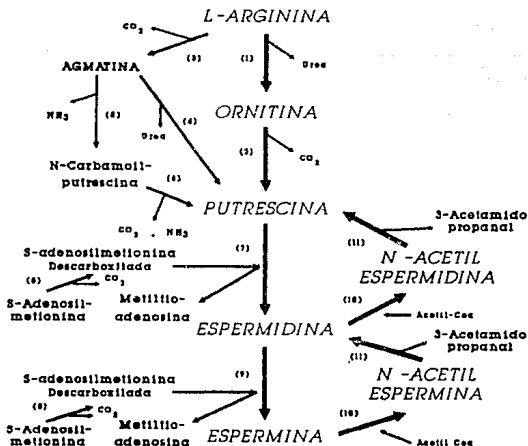 L-ARGININA
CO₂
(3)
(1)
Urea
AGMATINA
ORNITINA
NH₃
(4)
Urea
(5)
CO₂
N-Carbamoil-
putrescina
(6)
CO₂ + NH₃
PUTRESCINA
3-Acetamido
propanal
(11)
N-ACETIL
ESPERMIDINA
S-adenosilmetionina
Descarboxilada
(7)
(8)
CO₂
S-Adenosil-
metionina
Metiltio-
adenosina
(10)
Acetil-Coa
ESPERMIDINA
3-Acetamido
propanal
(11)
N-ACETIL
ESPERMINA
S-adenosilmetionina
Descarboxilada
(9)
(8)
CO₂
S-Adenosil-
metionina
Metiltio-
adenosina
(10)
Acetil Coa
ESPERMINA